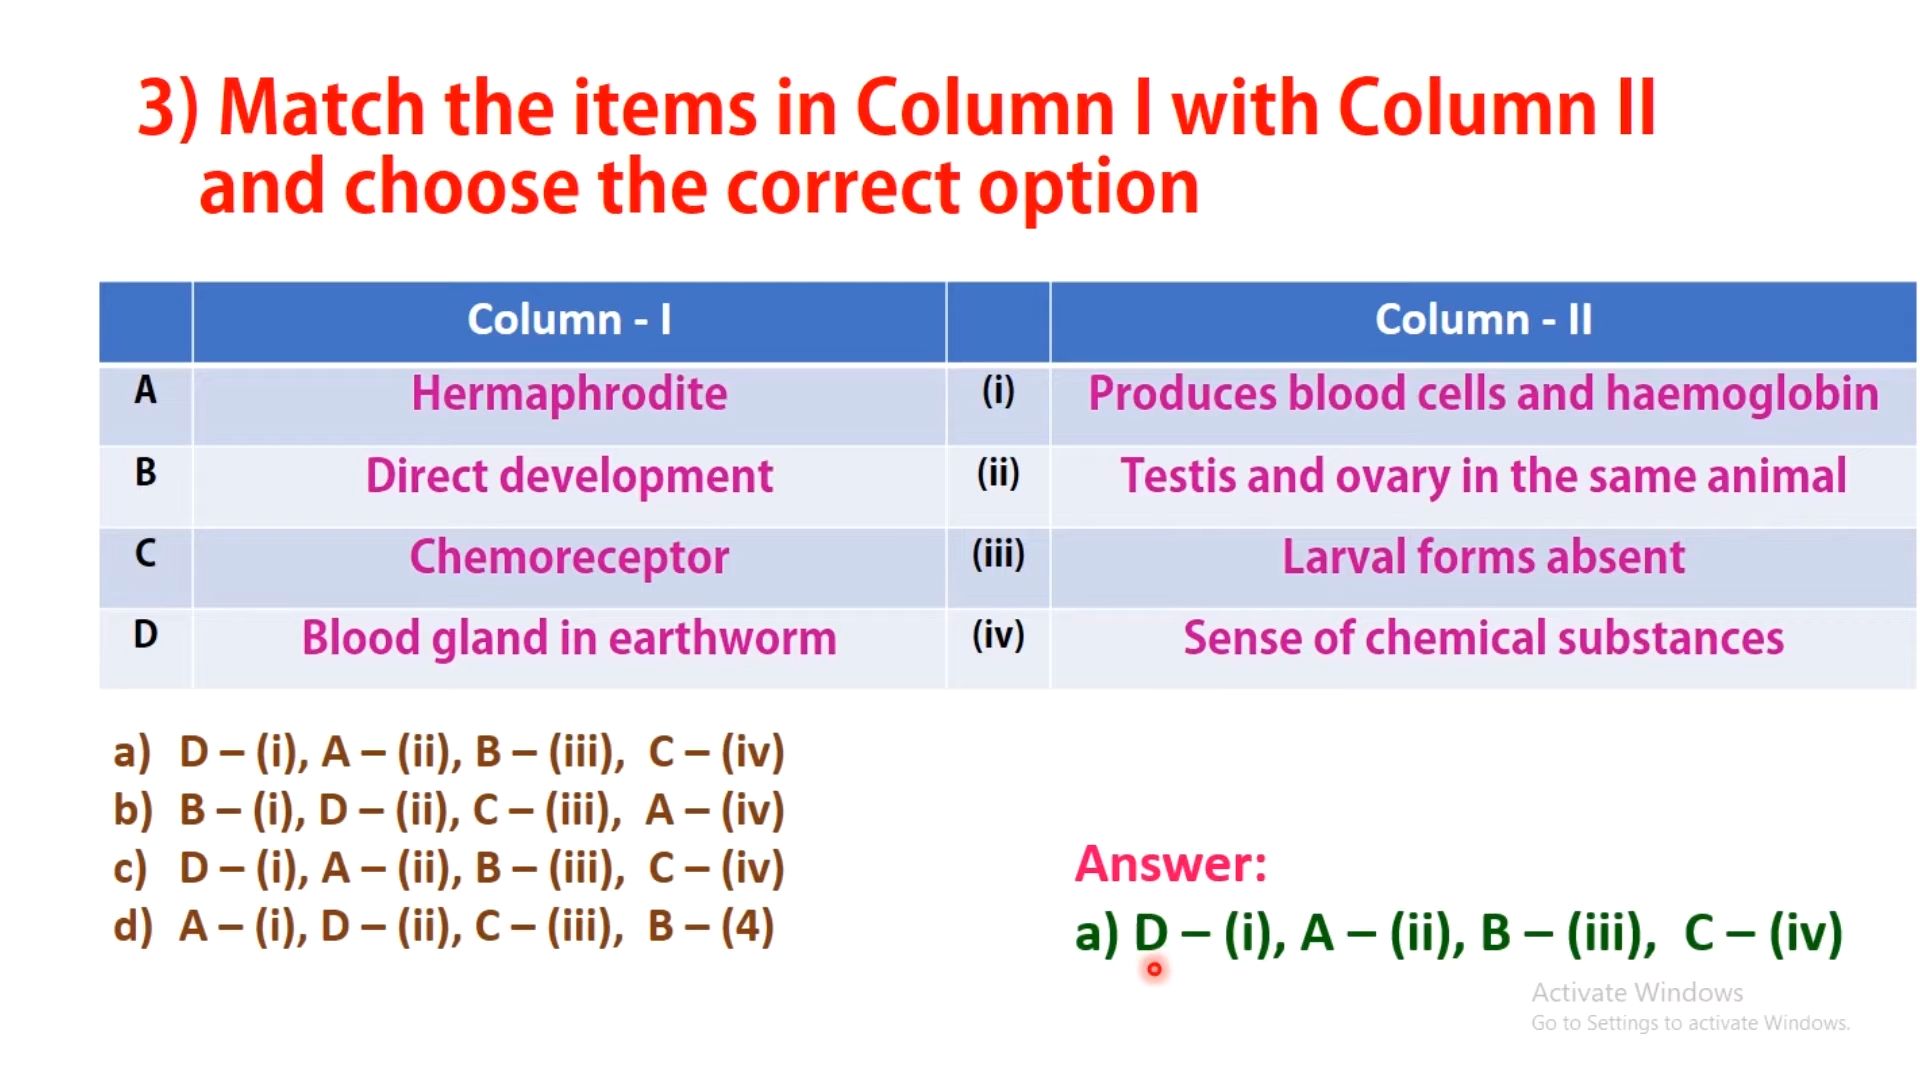 3) Match the items in Column I with Column II
and choose the correct option
Column - I Column - II
A Hermaphrodite (i) Produces blood cells and haemoglobin
B Direct development (ii) Testis and ovary in the same animal
C Chemoreceptor (iii) Larval forms absent
D Blood gland in earthworm (iv) Sense of chemical substances
a) D – (i), A – (ii), B – (iii), C – (iv)
b) B – (i), D – (ii), C – (iii), A – (iv)
c) D – (i), A – (ii), B – (iii), C – (iv)
d) A – (i), D – (ii), C – (iii), B – (4)
Answer:
a) D – (i), A – (ii), B – (iii), C – (iv)
Activate Windows
Go to Settings to activate Windows.